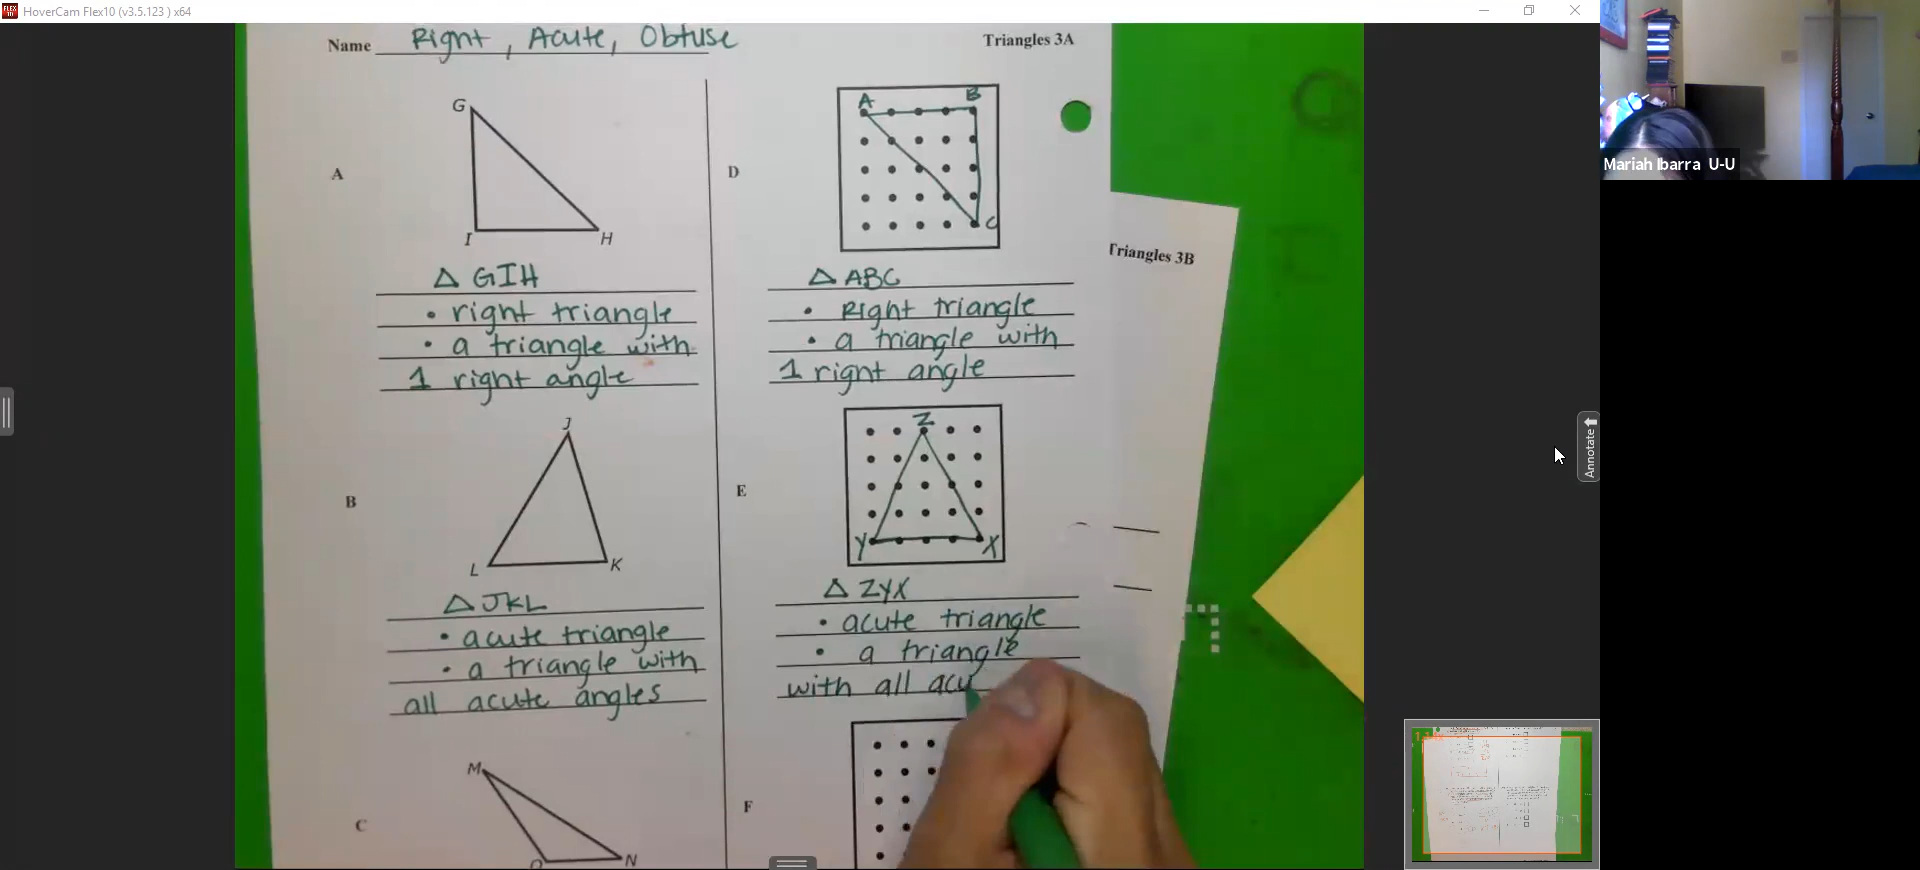 HoverCam Flex10 (v3.5.123 ) x64
Name Right, Acute, Obtuse
Triangles 3A
A
G
I
H
△ GIH
• right triangle
• a triangle with
1 right angle
B
J
L
K
△ JKL
• acute triangle
• a triangle with
all acute angles
C
M
O
N
D
A
B
C
△ ABC
• Right triangle
• a triangle with
1 right angle
E
Z
Y
X
△ ZYX
• acute triangle
• a triangle
with all acu
F
Triangles 3B
Annotate
Mariah Ibarra U-U